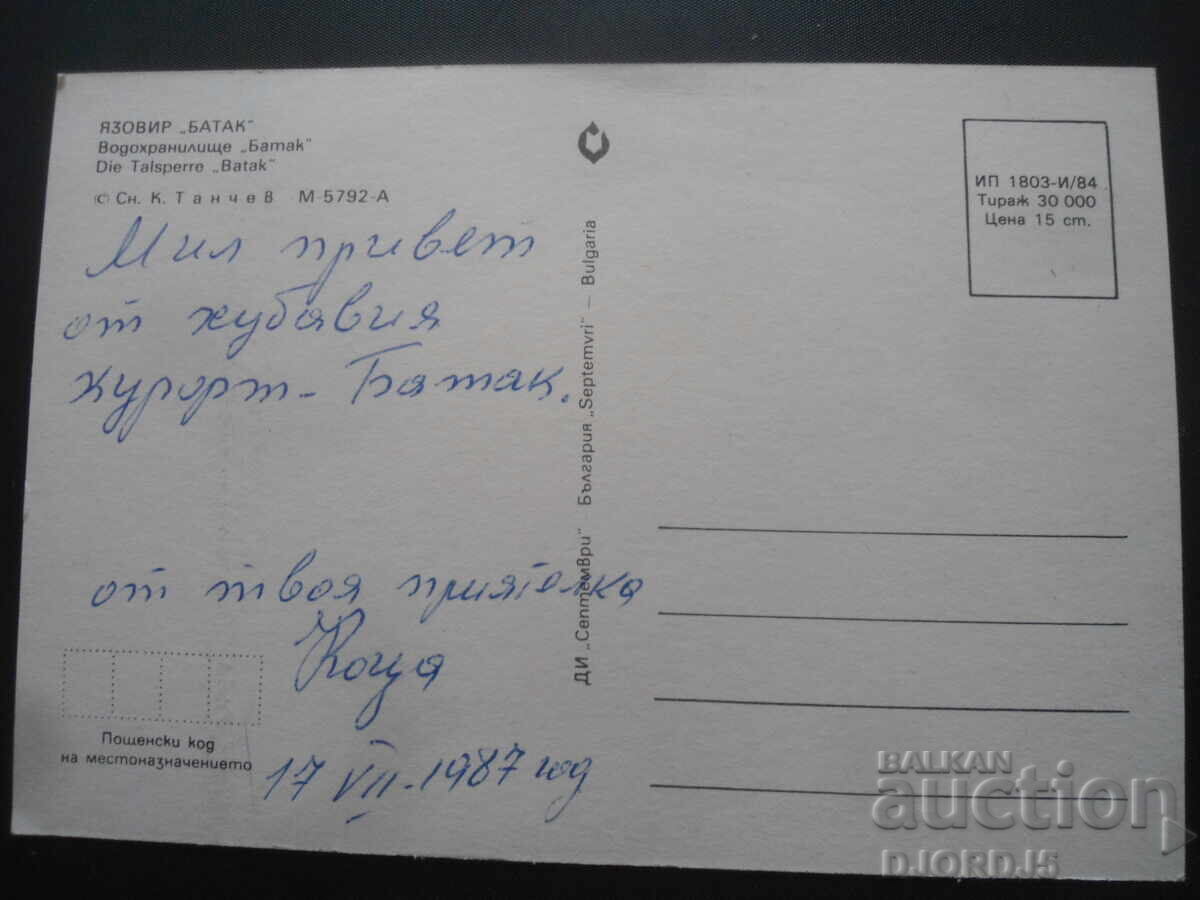 ЯЗОВИР „БАТАК"
Водохранилище „Батак"
Die Talsperre „Batak"
(C) Сн. К. Танчев М-5792-А
Мил привет
от хубавия
курорт - Батак.
от твоя приятелка
Коца
17 VII. 1987 год
Пощенски код
на местоназначението
ДИ „Септември" България „Septemvri" — Bulgaria
ИП 1803-И/84
Тираж 30 000
Цена 15 ст.
BALKAN
auction
DJORDJ5